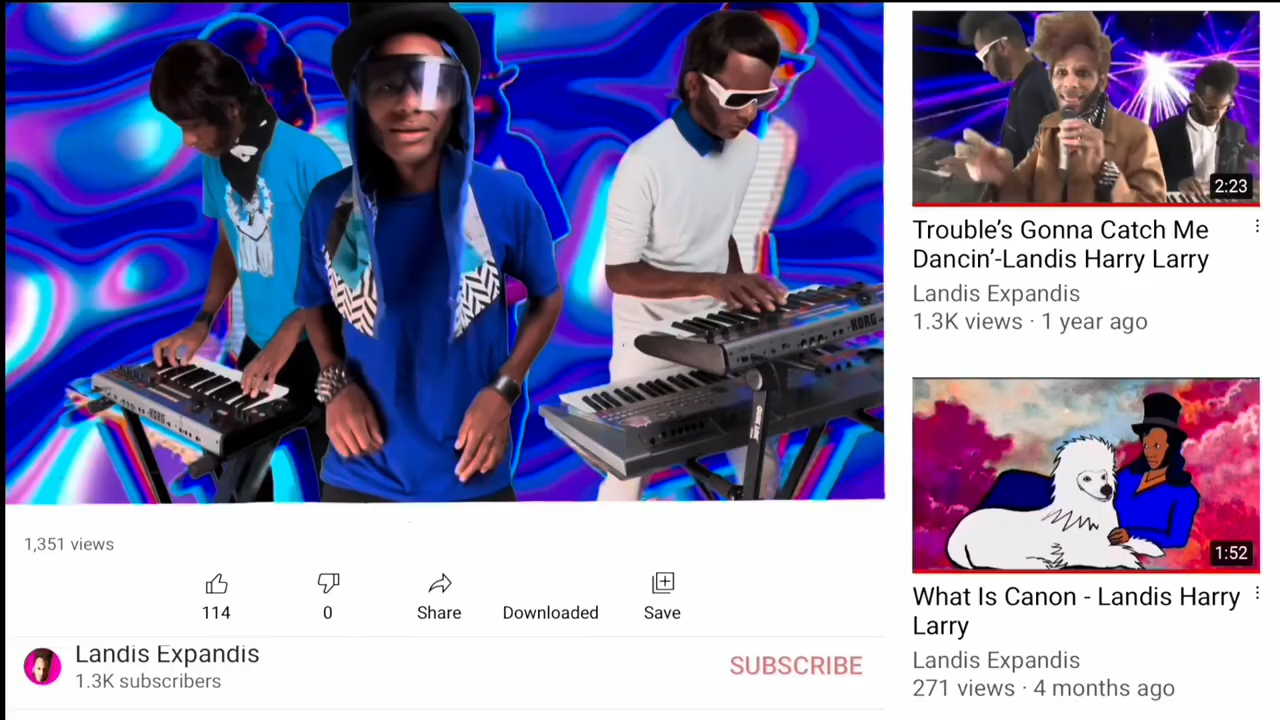 KORG
KORG
1,351 views
114
0
Share
Downloaded
Save
Landis Expandis
1.3K subscribers
SUBSCRIBE
2:23
Trouble’s Gonna Catch Me
Dancin’-Landis Harry Larry
Landis Expandis
1.3K views · 1 year ago
1:52
What Is Canon - Landis Harry
Larry
Landis Expandis
271 views · 4 months ago